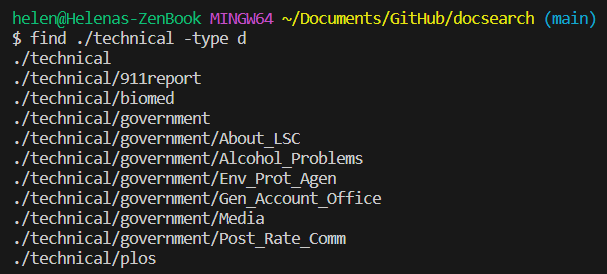 helen@Helenas-ZenBook MINGW64 ~/Documents/GitHub/docsearch (main)
$ find ./technical -type d
./technical
./technical/911report
./technical/biomed
./technical/government
./technical/government/About_LSC
./technical/government/Alcohol_Problems
./technical/government/Env_Prot_Agen
./technical/government/Gen_Account_Office
./technical/government/Media
./technical/government/Post_Rate_Comm
./technical/plos